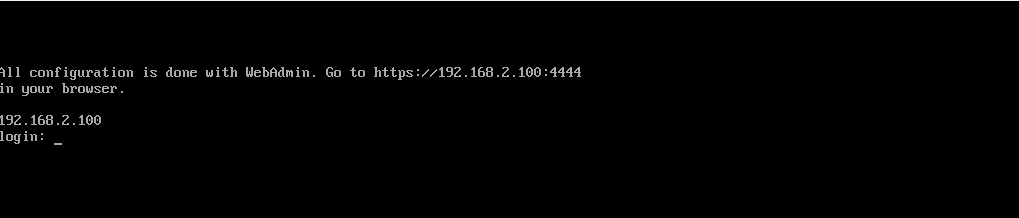 All configuration is done with WebAdmin. Go to https://192.168.2.100:4444
in your browser.
192.168.2.100
login: _